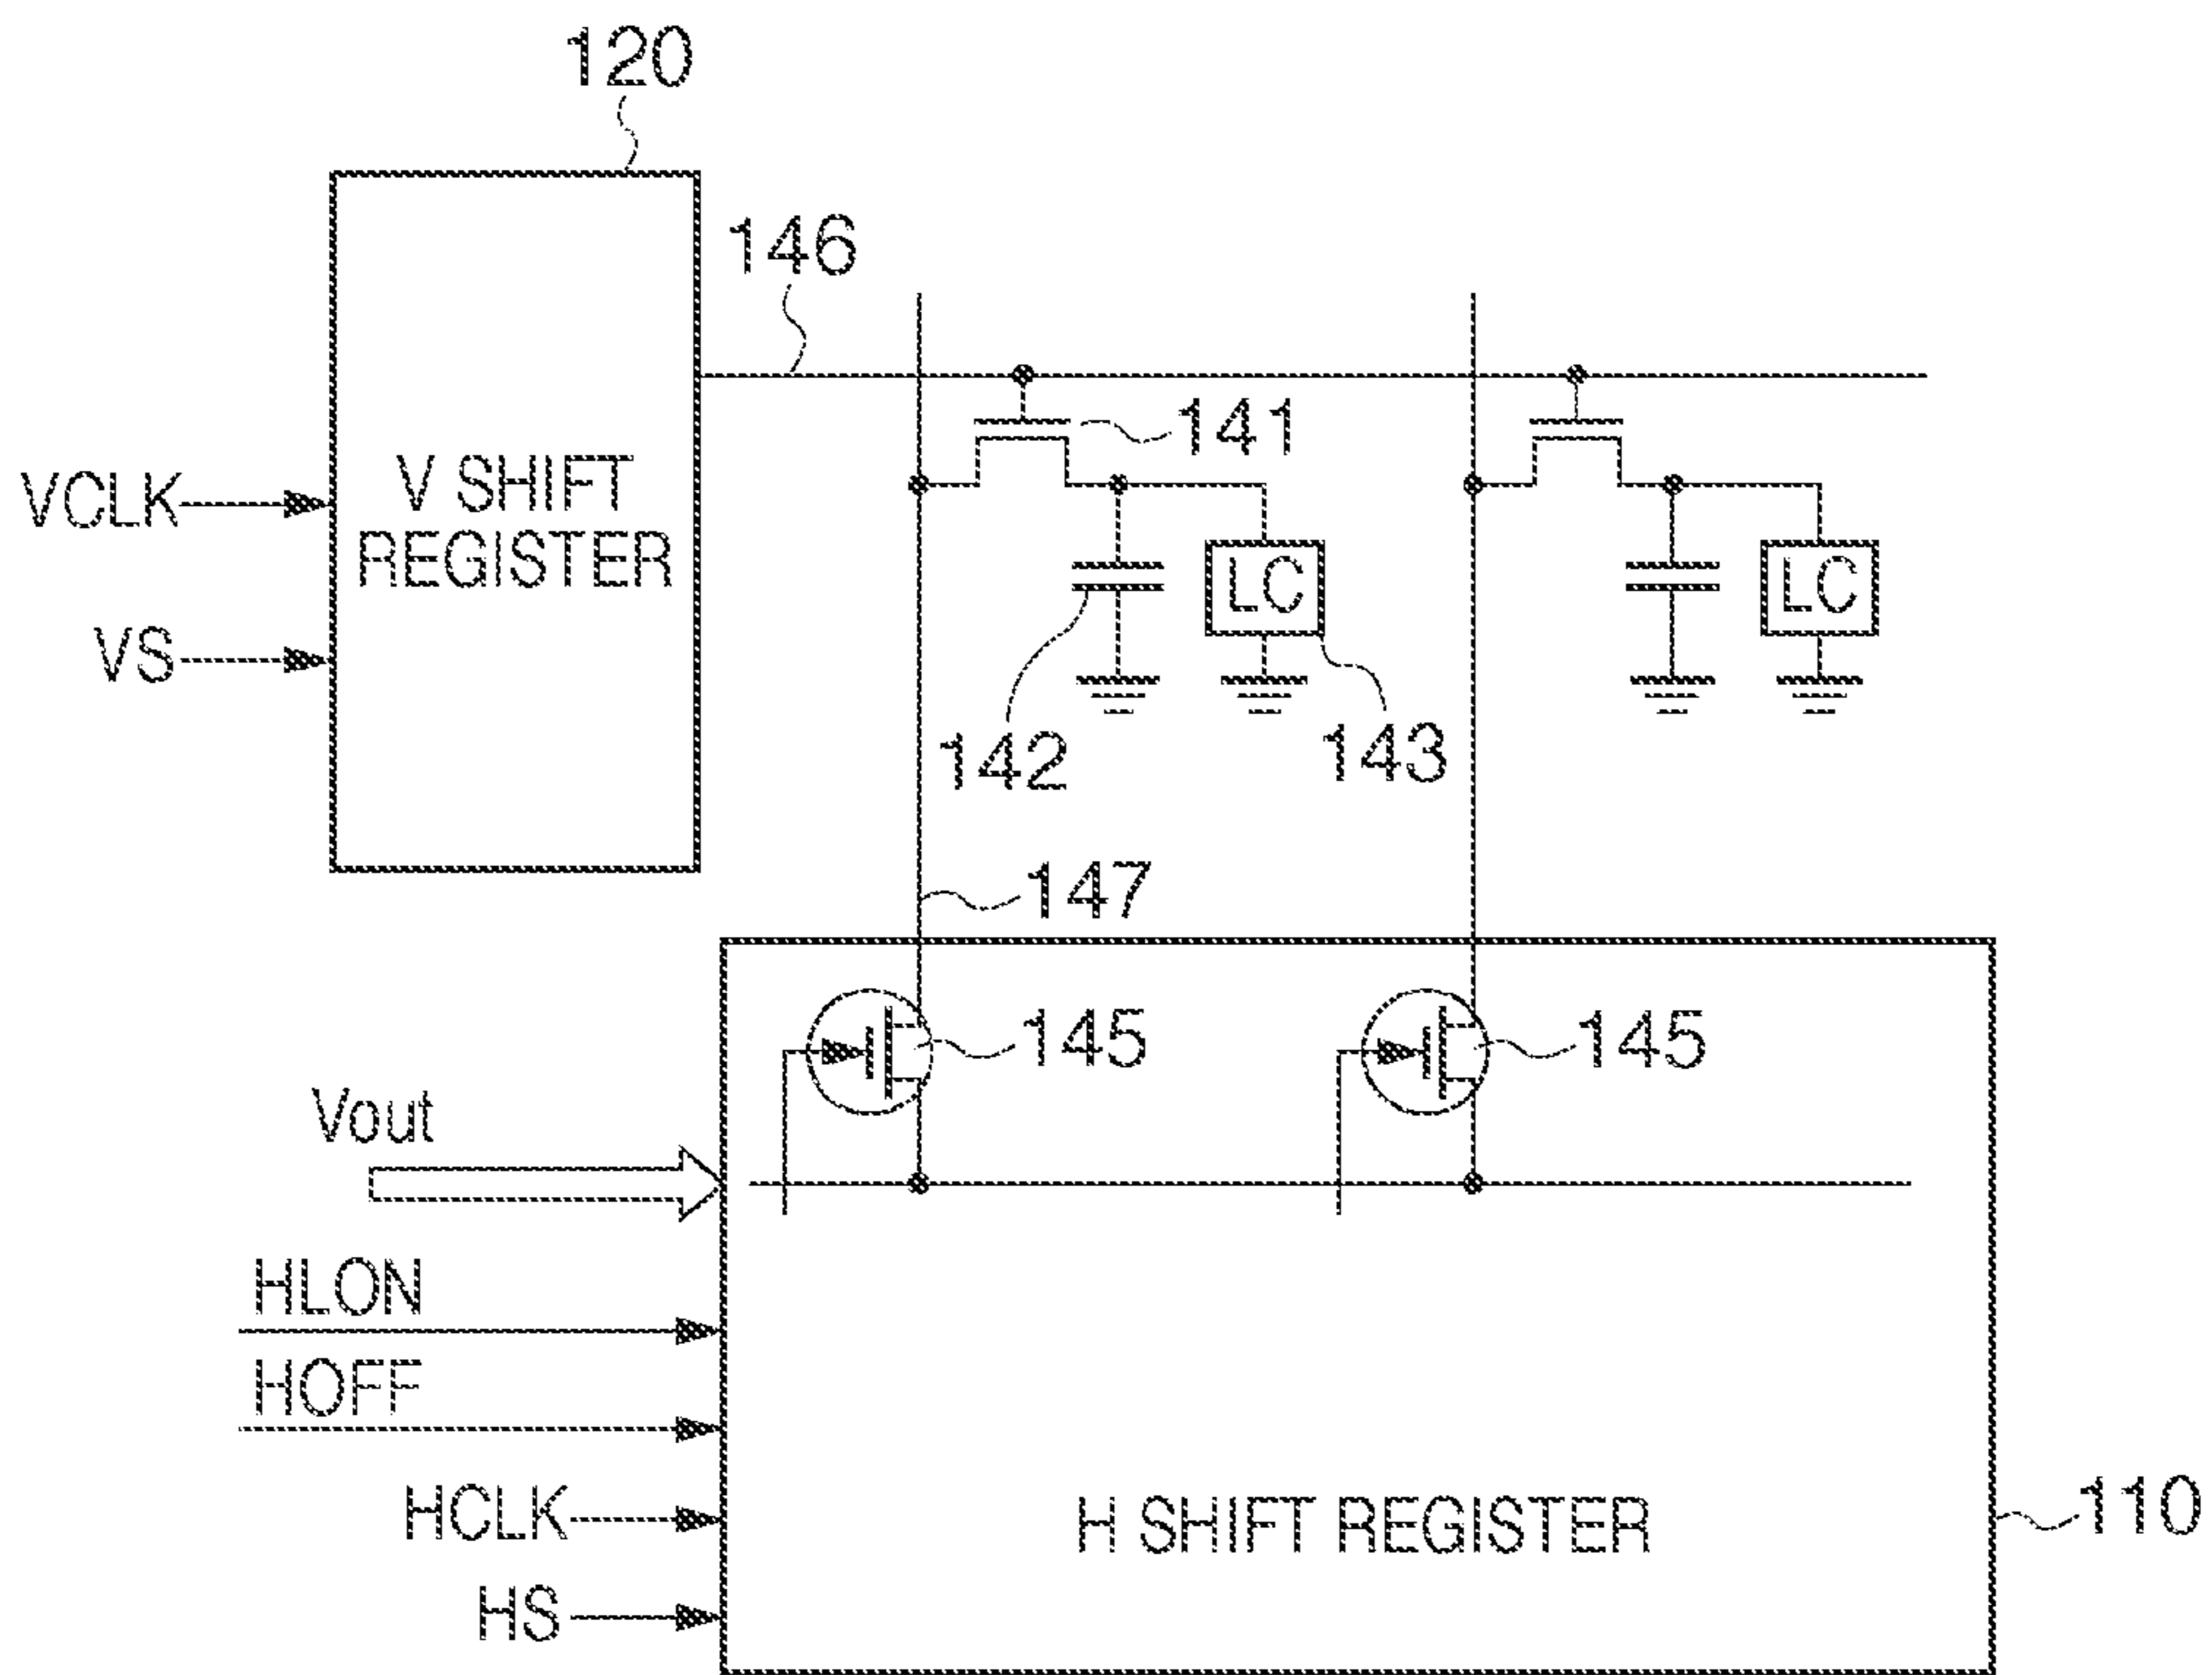 120
146
141
VCLK
V SHIFT
REGISTER
LC
LC
VS
142
143
147
145
145
Vout
HLON
HOFF
HCLK
H SHIFT REGISTER
110
HS